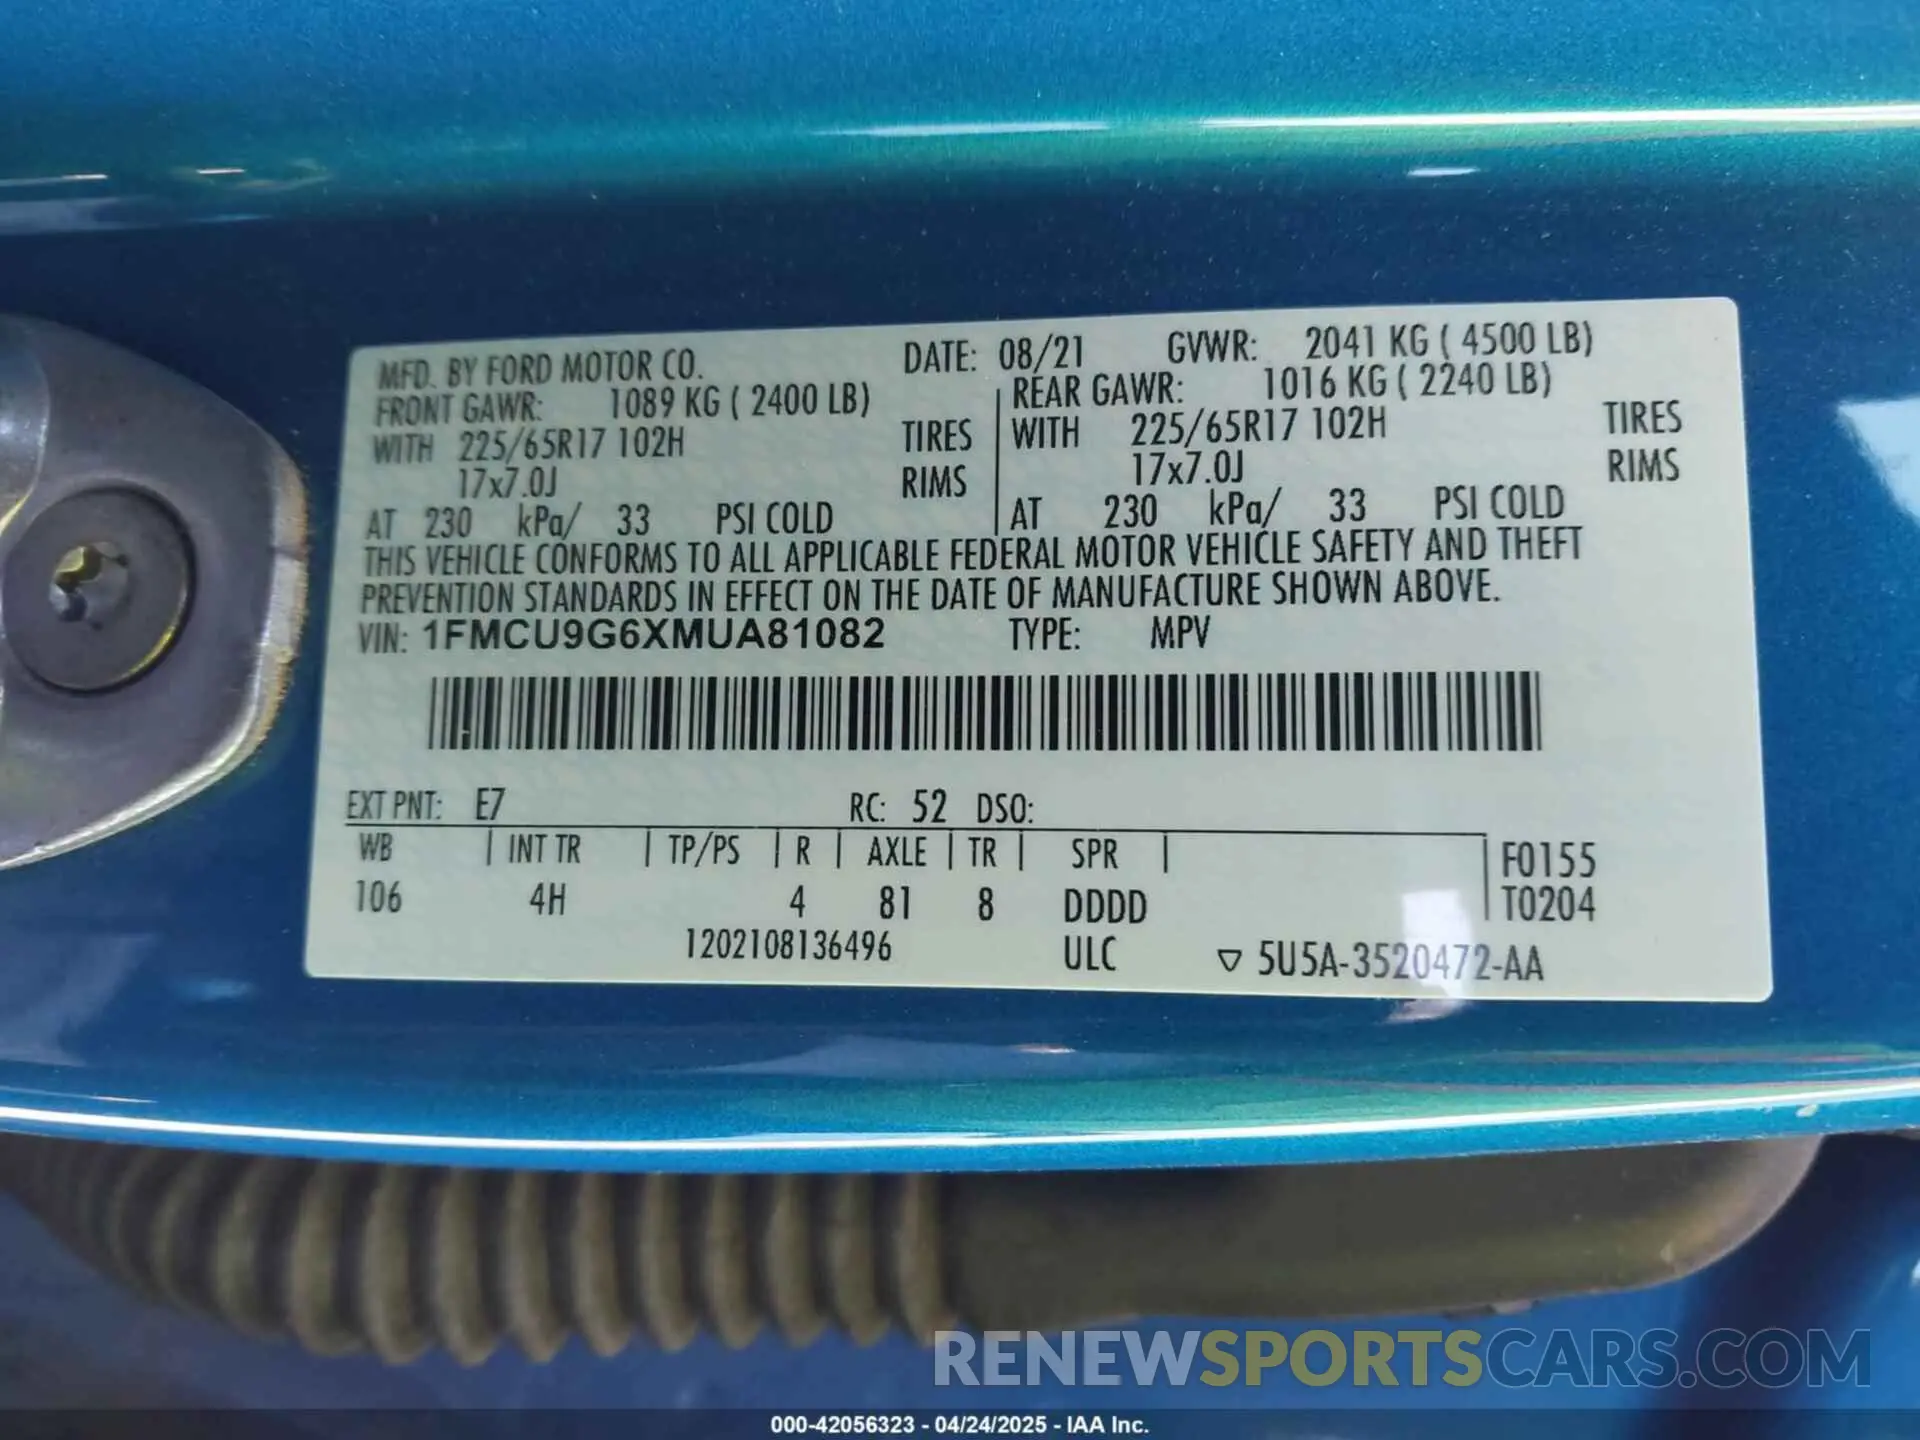 MFD. BY FORD MOTOR CO. DATE: 08/21 GVWR: 2041 KG ( 4500 LB)
FRONT GAWR: 1089 KG ( 2400 LB) REAR GAWR: 1016 KG ( 2240 LB)
WITH 225/65R17 102H TIRES WITH 225/65R17 102H TIRES
17x7.0J RIMS 17x7.0J RIMS
AT 230 kPa/ 33 PSI COLD AT 230 kPa/ 33 PSI COLD
THIS VEHICLE CONFORMS TO ALL APPLICABLE FEDERAL MOTOR VEHICLE SAFETY AND THEFT
PREVENTION STANDARDS IN EFFECT ON THE DATE OF MANUFACTURE SHOWN ABOVE.
VIN: 1FMCU9G6XMUA81082 TYPE: MPV
EXT PNT: E7 RC: 52 DSO:
WB | INT TR | TP/PS | R | AXLE | TR | SPR | F0155
106 4H 4 81 8 DDDD T0204
1202108136496 ULC ▽ 5U5A-3520472-AA
RENEWSPORTSCARS.COM
000-42056323 - 04/24/2025 - IAA Inc.